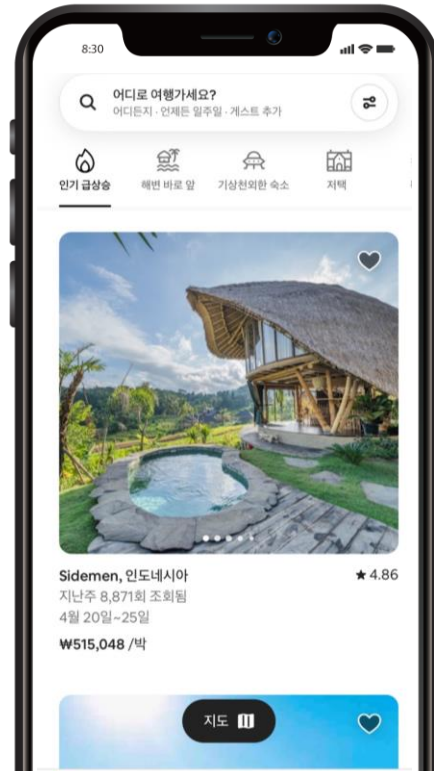 8:30
어디로 여행가세요?
어디든지 · 언제든 일주일 · 게스트 추가
인기 급상승
해변 바로 앞
기상천외한 숙소
저택
Sidemen, 인도네시아
★ 4.86
지난주 8,871회 조회됨
4월 20일~25일
₩515,048 /박
지도